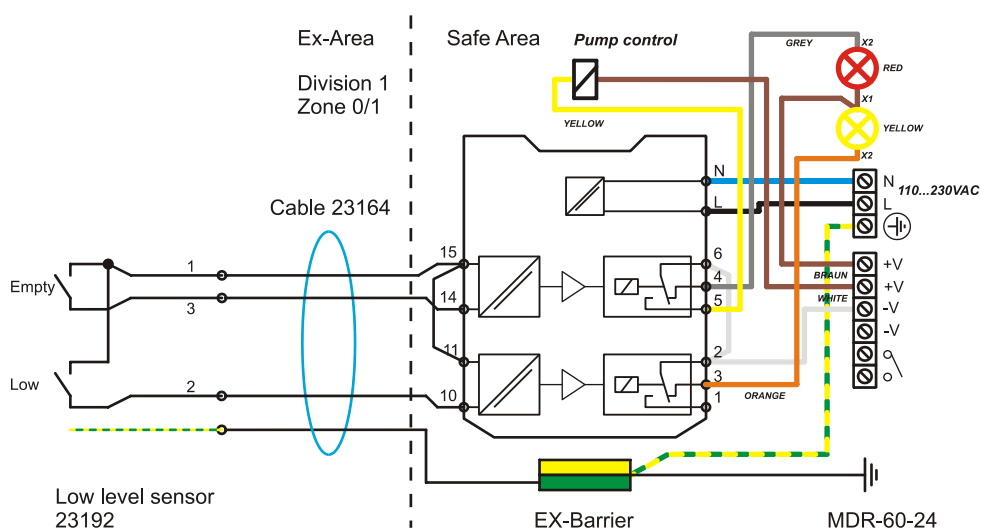 Ex-Area
Safe Area
Pump control
Division 1
Zone 0/1
GREY
X2
RED
X1
YELLOW
YELLOW
X2
N
N
110...230VAC
L
L
Cable 23164
15
6
1
+V
BRAUN
4
+V
Empty
3
14
5
WHITE
-V
-V
11
2
Low
2
10
3
ORANGE
1
Low level sensor
23192
EX-Barrier
MDR-60-24